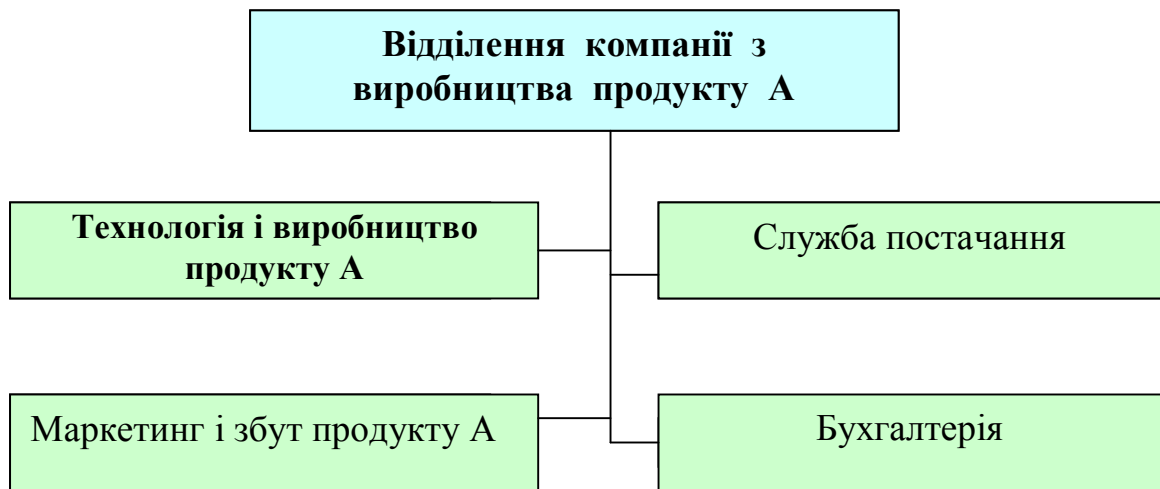 Відділення компанії з
виробництва продукту А
Технологія і виробництво
продукту А
Служба постачання
Маркетинг і збут продукту А
Бухгалтерія